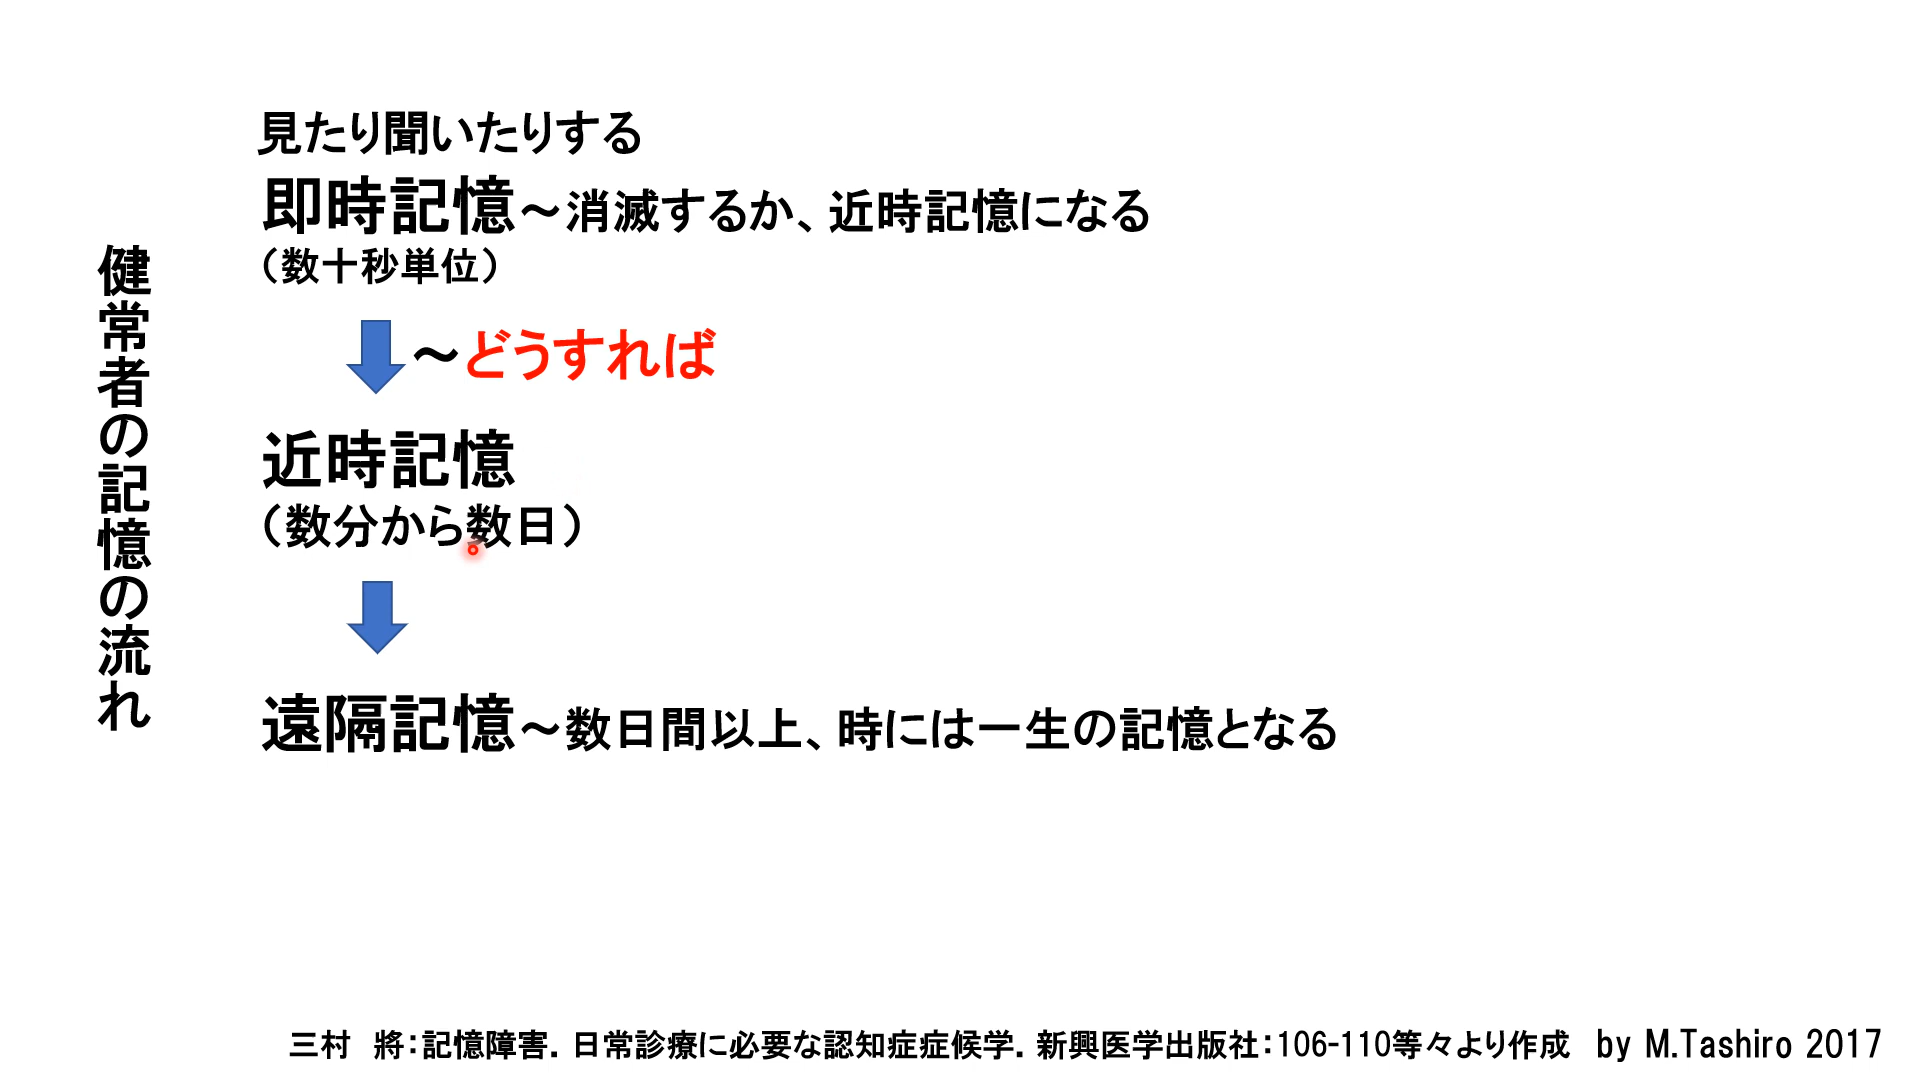 健常者の記憶の流れ
見たり聞いたりする
即時記憶～消滅するか、近時記憶になる
（数十秒単位）
～どうすれば
近時記憶
（数分から数日）
遠隔記憶～数日間以上、時には一生の記憶となる
三村　將：記憶障害．日常診療に必要な認知症症候学．新興医学出版社：106-110等々より作成　by M.Tashiro 2017